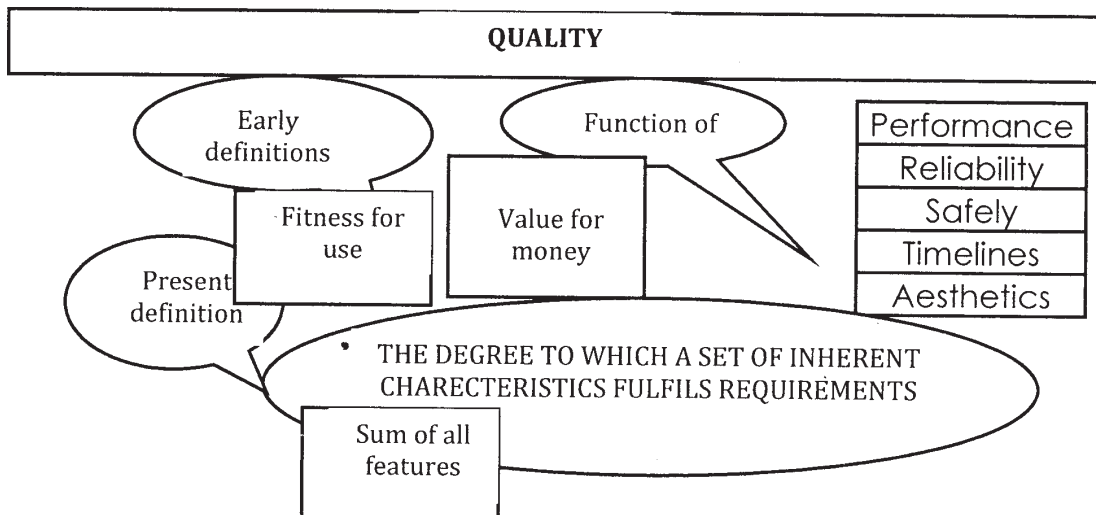 QUALITY
Early
definitions
Function of
Performance
Reliability
Safely
Timelines
Aesthetics
Fitness for
use
Value for
money
Present
definition
• THE DEGREE TO WHICH A SET OF INHERENT
CHARECTERISTICS FULFILS REQUIREMENTS
Sum of all
features